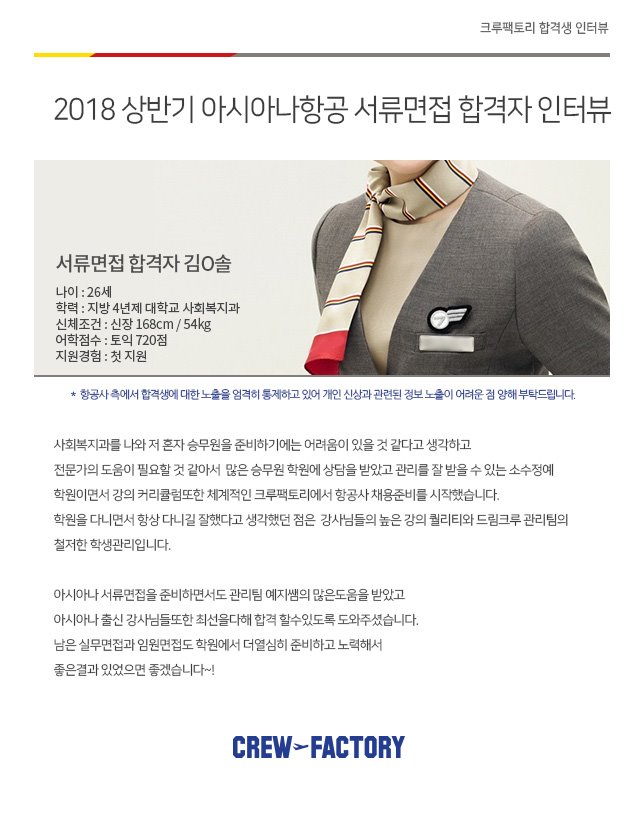 크루팩토리 합격생 인터뷰
2018 상반기 아시아나항공 서류면접 합격자 인터뷰
서류면접 합격자 김O솔
나이 : 26세
학력 : 지방 4년제 대학교 사회복지과
신체조건 : 신장 168cm / 54kg
어학점수 : 토익 720점
지원경험 : 첫 지원
* 항공사 측에서 합격생에 대한 노출을 엄격히 통제하고 있어 개인 신상과 관련된 정보 노출이 어려운 점 양해 부탁드립니다.
사회복지과를 나와 저 혼자 승무원을 준비하기에는 어려움이 있을 것 같다고 생각하고
전문가의 도움이 필요할 것 같아서 많은 승무원 학원에 상담을 받았고 관리를 잘 받을 수 있는 소수정예
학원이면서 강의 커리큘럼또한 체계적인 크루팩토리에서 항공사 채용준비를 시작했습니다.
학원을 다니면서 항상 다니길 잘했다고 생각했던 점은 강사님들의 높은 강의 퀄리티와 드림크루 관리팀의
철저한 학생관리입니다.
아시아나 서류면접을 준비하면서도 관리팀 예지쌤의 많은도움을 받았고
아시아나 출신 강사님들또한 최선을다해 합격 할수있도록 도와주셨습니다.
남은 실무면접과 임원면접도 학원에서 더열심히 준비하고 노력해서
좋은결과 있었으면 좋겠습니다~!
CREW FACTORY